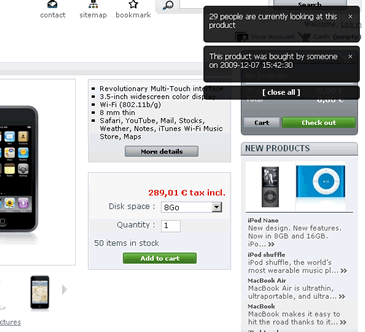 contact sitemap bookmark
Search
29 people are currently looking at this
product
×
Your Account Cart:
This product was bought by someone
on 2009-12-07 15:42:30
×
[ close all ]
Total
0,00 €
Cart
Check out
Revolutionary Multi-Touch interface
3.5-inch widescreen color display
Wi-Fi (802.11b/g)
8 mm thin
Safari, YouTube, Mail, Stocks,
Weather, Notes, iTunes Wi-Fi Music
Store, Maps
More details
289,01 € tax incl.
Disk space : 8Go
Quantity : 1
50 items in stock
Add to cart
NEW PRODUCTS
iPod Nano
New design. New features.
Now in 8GB and 16GB.
iPo... >>
iPod shuffle
iPod shuffle, the world's
most wearable music pl... >>
MacBook Air
MacBook Air is ultrathin,
ultraportable, and ultra... >>
MacBook
MacBook makes it easy to
hit the road thanks to it... >>
pictures